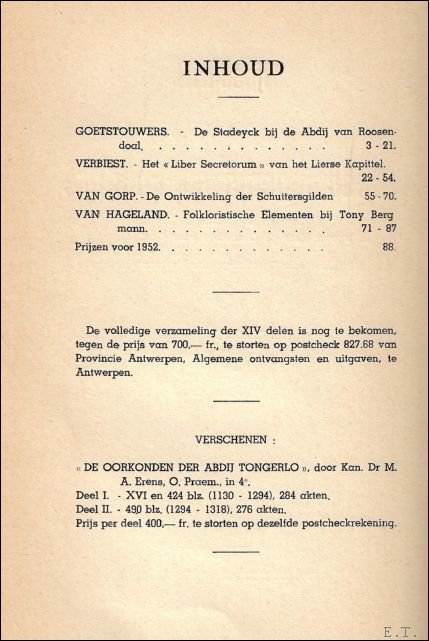 INHOUD
GOETSTOUWERS. - De Stadeyck bij de Abdij van Roosen-
daal. . . . . . . . . . . . . 3 - 21.
VERBIEST. - Het « Liber Secretorum » van het Lierse Kapittel.
22 - 54.
VAN GORP. - De Ontwikkeling der Schuttersgilden 55 - 70.
VAN HAGELAND. - Folkloristische Elementen bij Tony Berg
mann. . . . . . . . . . . . . 71 - 87
Prijzen voor 1952. . . . . . . . . . . . 88.
De volledige verzameling der XIV delen is nog te bekomen,
tegen de prijs van 700,— fr., te storten op postcheck 827.68 van
Provincie Antwerpen, Algemene ontvangsten en uitgaven, te
Antwerpen.
VERSCHENEN :
« DE OORKONDEN DER ABDIJ TONGERLO », door Kan. Dr M.
A. Erens, O. Praem., in 4°.
Deel I. - XVI en 424 blz. (1130 - 1294), 284 akten.
Deel II. - 490 blz. (1294 - 1318), 276 akten.
Prijs per deel 400,— fr. te storten op dezelfde postcheckrekening.
E.T.